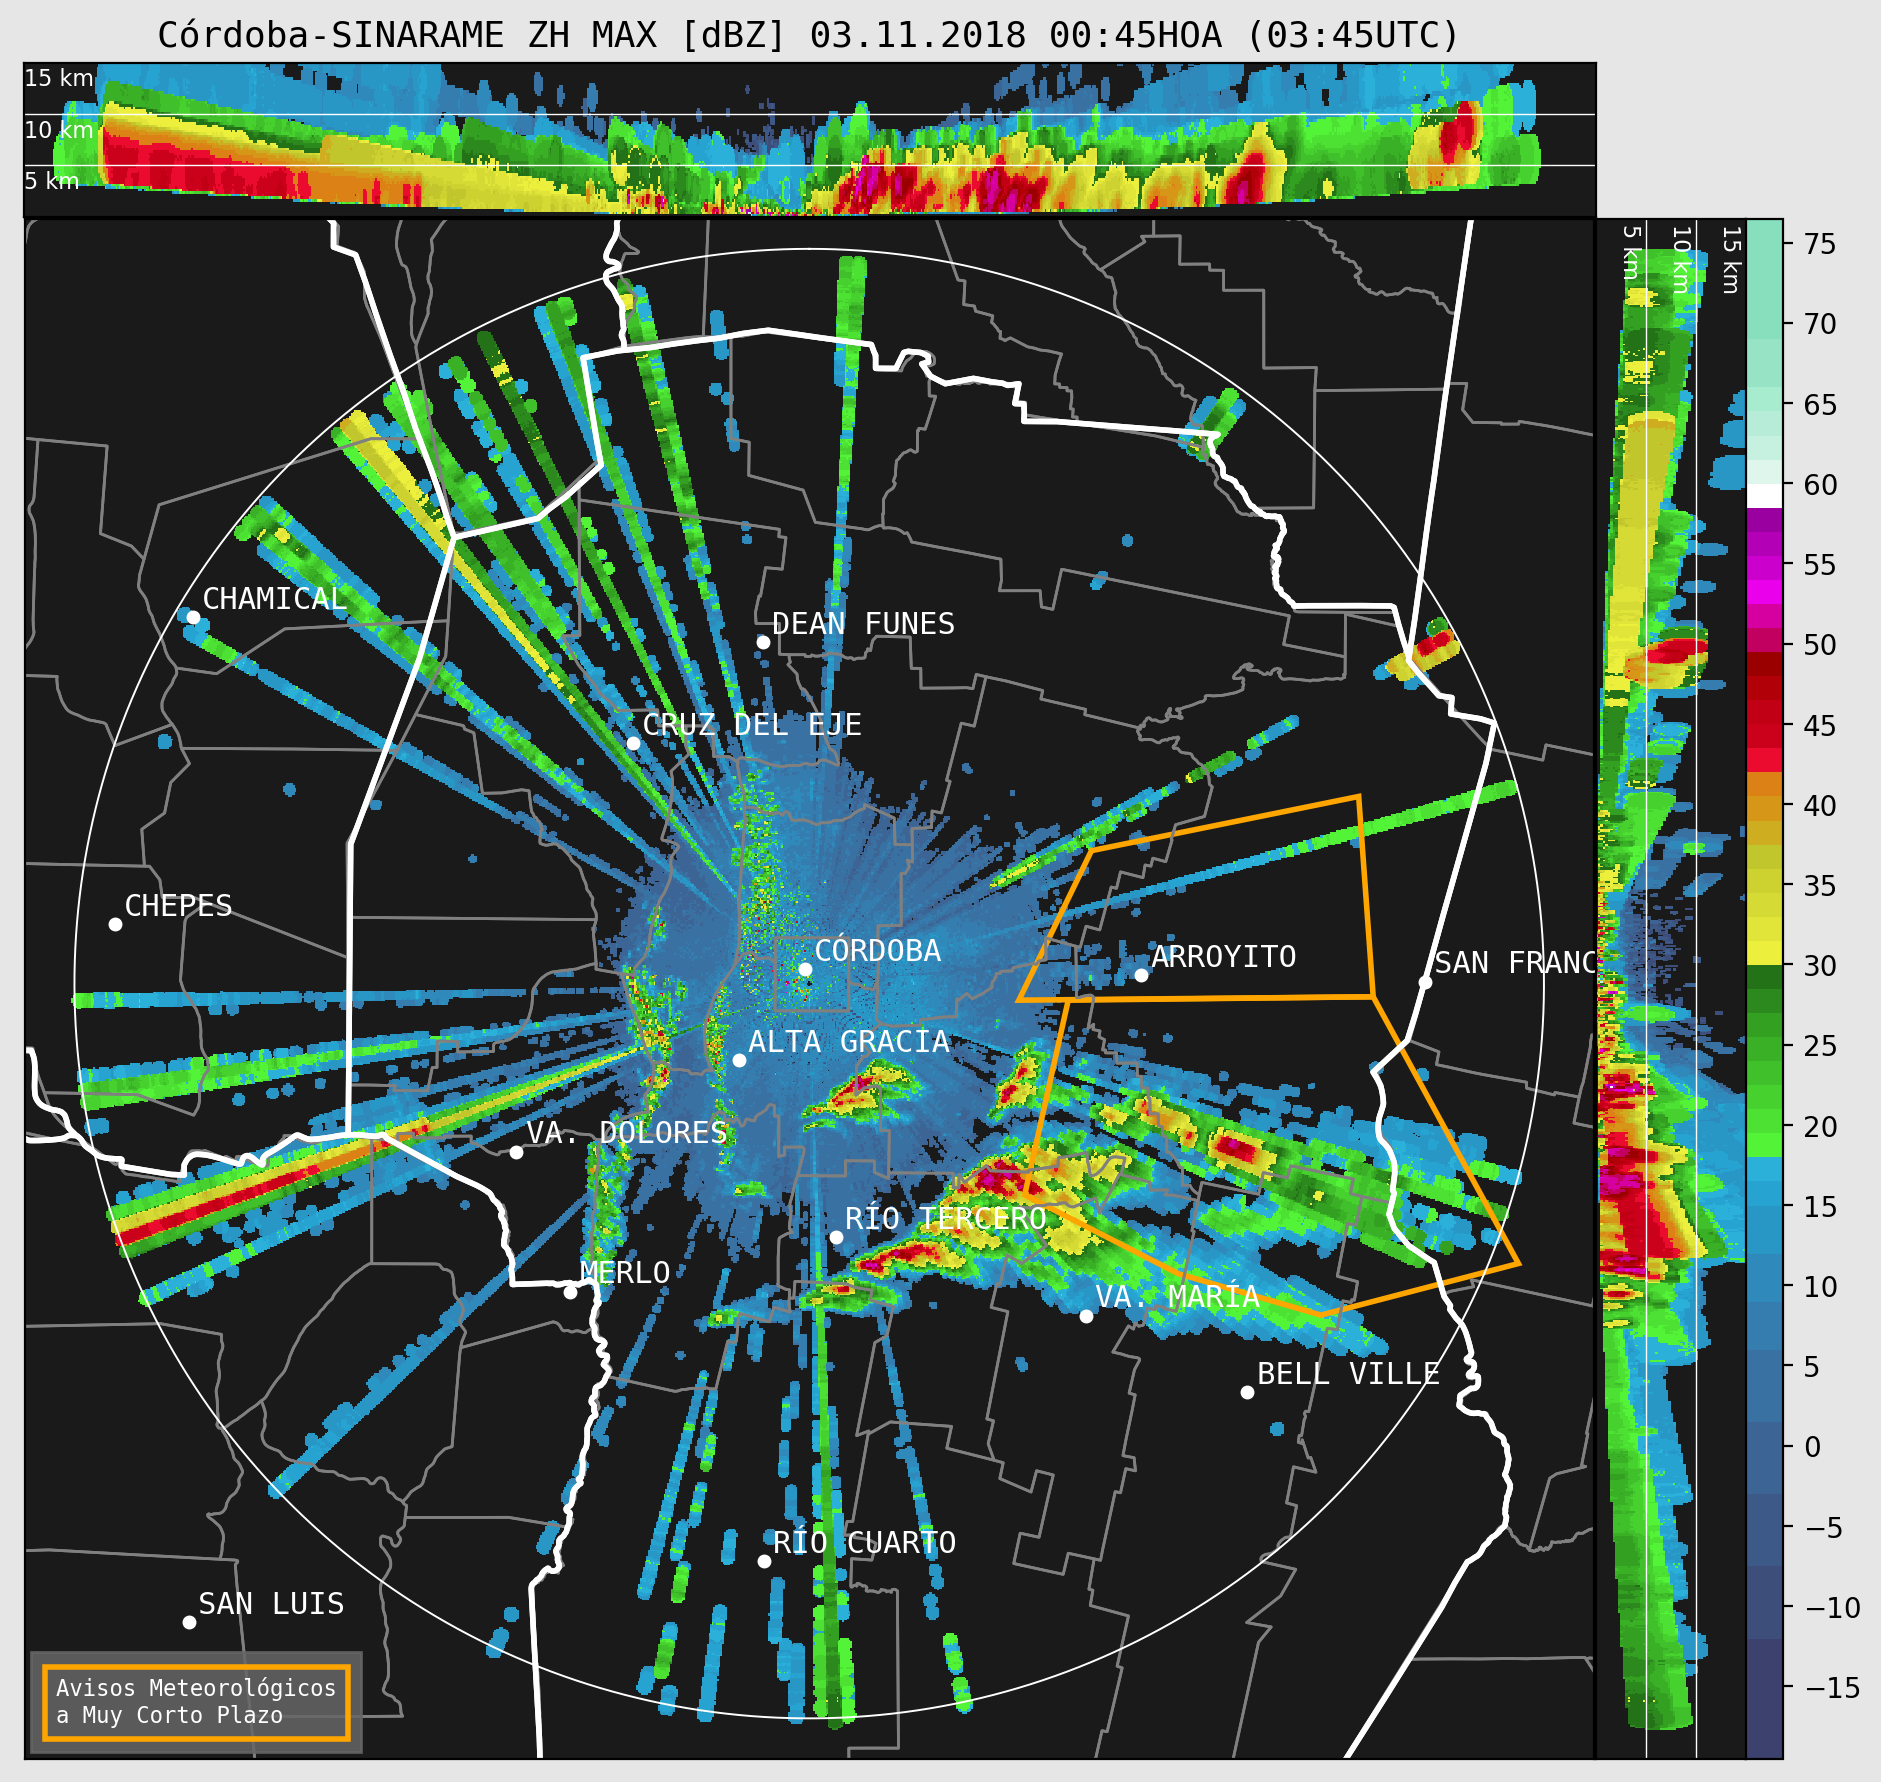 Córdoba-SINARAME ZH MAX [dBZ] 03.11.2018 00:45HOA (03:45UTC)
15 km
10 km
5 km
5 km
10 km
15 km
75
70
65
60
55
50
45
40
35
30
25
20
15
10
5
0
−5
−10
−15
CHAMICAL
DEAN FUNES
CRUZ DEL EJE
CHEPES
CÓRDOBA
ARROYITO
SAN FRANC
ALTA GRACIA
VA. DOLORES
RÍO TERCERO
MERLO
VA. MARÍA
BELL VILLE
RÍO CUARTO
SAN LUIS
Avisos Meteorológicos
a Muy Corto Plazo